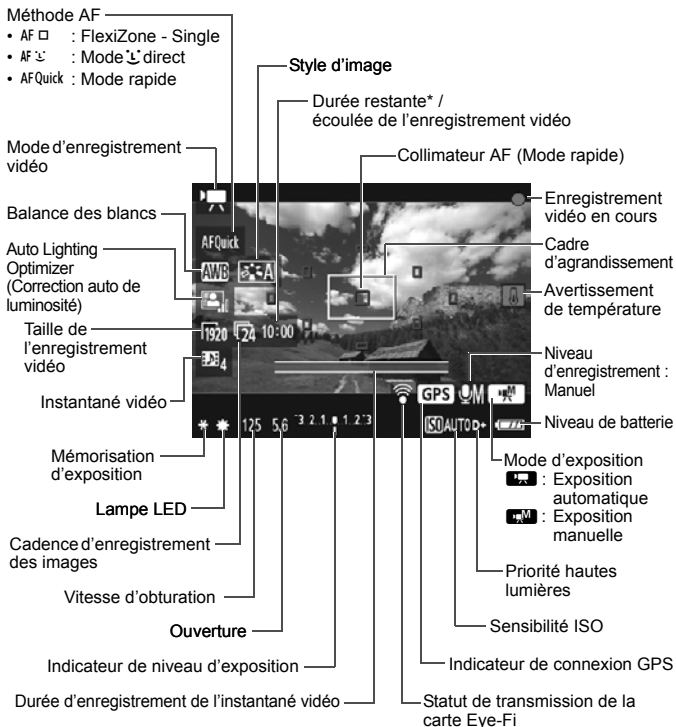 Méthode AF
• AF □ : FlexiZone - Single
• AF : Mode direct
• AFQuick : Mode rapide
Style d'image
Durée restante* /
écoulée de l'enregistrement vidéo
Mode d'enregistrement
vidéo
Collimateur AF (Mode rapide)
Balance des blancs
Enregistrement
vidéo en cours
Auto Lighting
Optimizer
(Correction auto de
luminosité)
Cadre
d'agrandissement
Avertissement
de température
Taille de
l'enregistrement
vidéo
Niveau
d'enregistrement :
Manuel
Instantané vidéo
AFQuick
AWB
A
1920 24 10:00
4
GPS M M
125 5.6 -3..2..1..▮..1..2..+3 ISO AUTO D+
Niveau de batterie
Mémorisation
d'exposition
Mode d'exposition
: Exposition
automatique
M : Exposition
manuelle
Lampe LED
Cadence d'enregistrement
des images
Priorité hautes
lumières
Vitesse d'obturation
Ouverture
Sensibilité ISO
Indicateur de niveau d'exposition
Indicateur de connexion GPS
Durée d'enregistrement de l'instantané vidéo
Statut de transmission de la
carte Eye-Fi